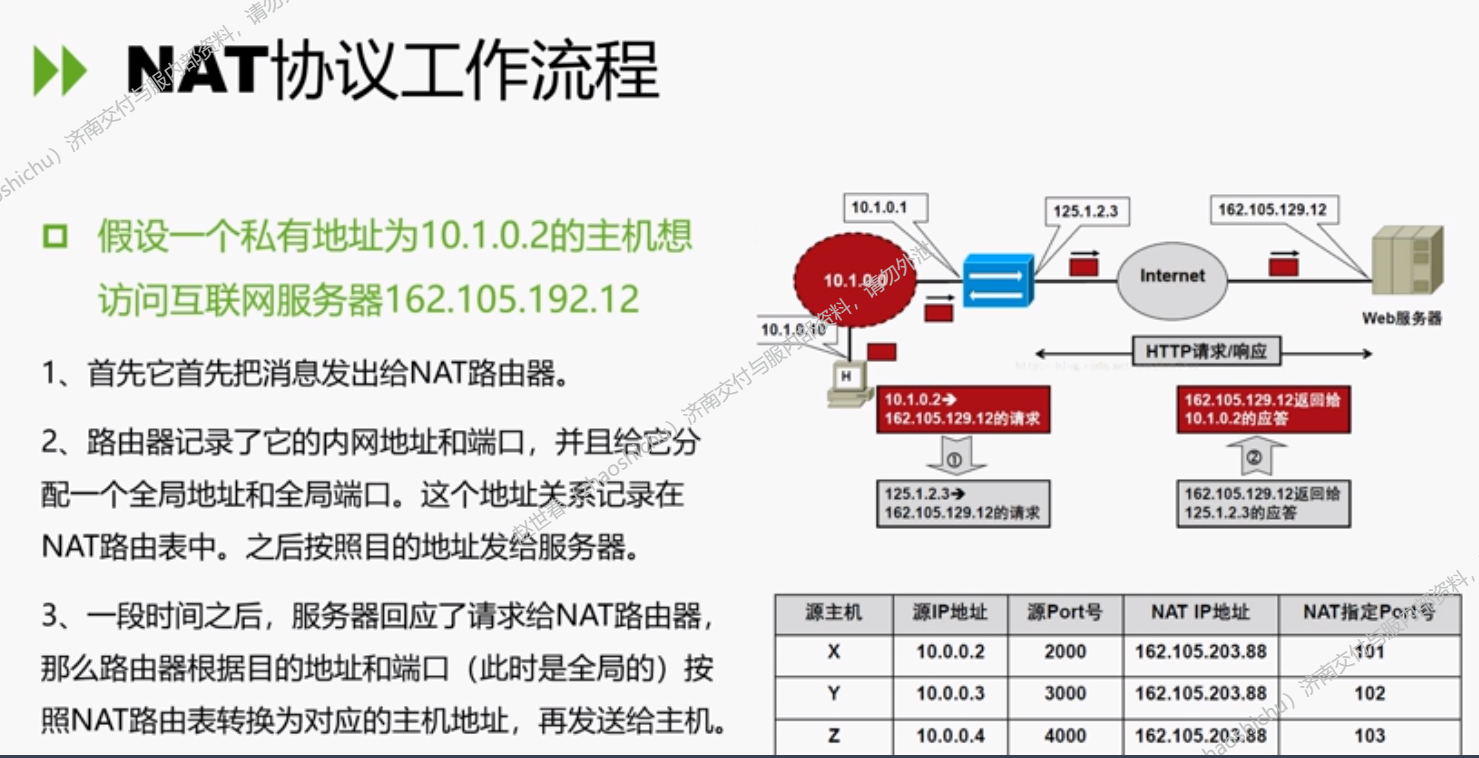 NAT协议工作流程
假设一个私有地址为10.1.0.2的主机想
访问互联网服务器162.105.192.12
1、首先它首先把消息发出给NAT路由器。
2、路由器记录了它的内网地址和端口，并且给它分
配一个全局地址和全局端口。这个地址关系记录在
NAT路由表中。之后按照目的地址发给服务器。
3、一段时间之后，服务器回应了请求给NAT路由器，
那么路由器根据目的地址和端口（此时是全局的）按
照NAT路由表转换为对应的主机地址，再发送给主机。
10.1.0.1
125.1.2.3
162.105.129.12
Internet
Web服务器
10.1.0.10
H
HTTP请求/响应
10.1.0.2→
162.105.129.12的请求
①
125.1.2.3→
162.105.129.12的请求
162.105.129.12返回给
10.1.0.2的应答
②
162.105.129.12返回给
125.1.2.3的应答
源主机 源IP地址 源Port号 NAT IP地址 NAT指定Port号
X 10.0.0.2 2000 162.105.203.88 101
Y 10.0.0.3 3000 162.105.203.88 102
Z 10.0.0.4 4000 162.105.203.88 103
济南交付与服内部资料，请勿外泄